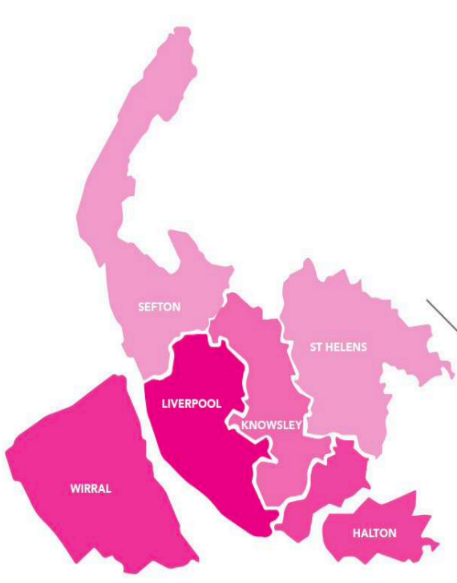 SEFTON
ST HELENS
LIVERPOOL
KNOWSLEY
WIRRAL
HALTON